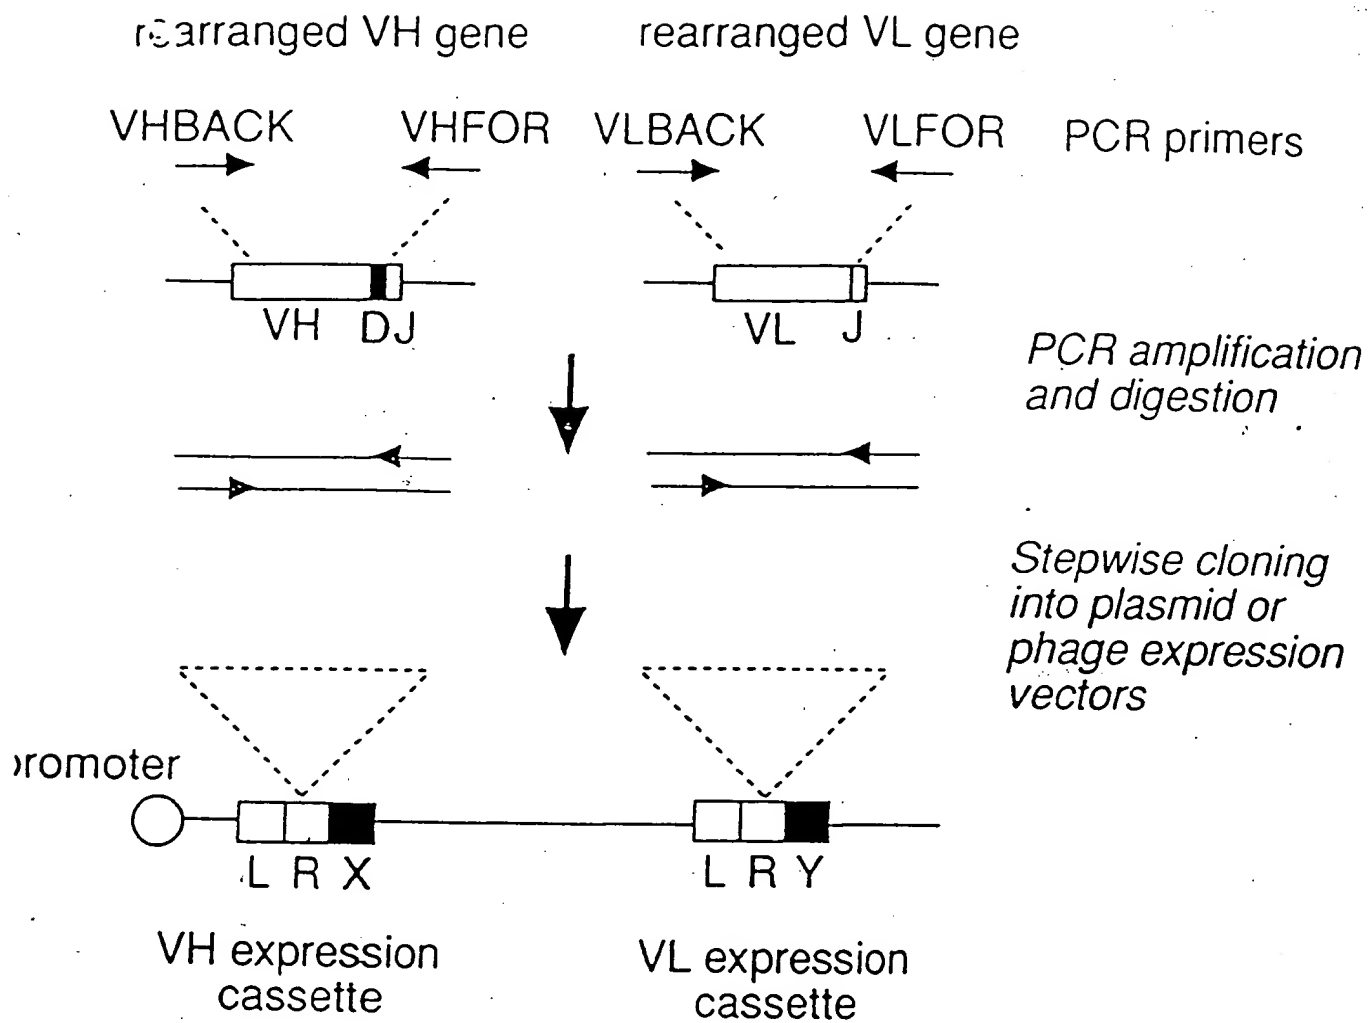 rearranged VH gene
rearranged VL gene
VHBACK
VHFOR
VLBACK
VLFOR
PCR primers
VH
DJ
VL
J
PCR amplification
and digestion
Stepwise cloning
into plasmid or
phage expression
vectors
romoter
L R X
L R Y
VH expression
cassette
VL expression
cassette